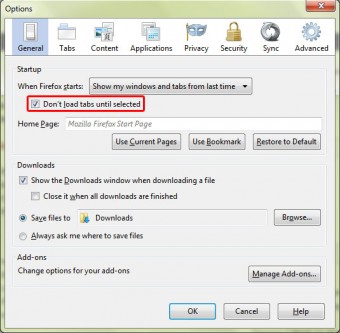 Options
General Tabs Content Applications Privacy Security Sync Advanced
Startup
When Firefox starts: Show my windows and tabs from last time
Don't load tabs until selected
Home Page: Mozilla Firefox Start Page
Use Current Pages Use Bookmark Restore to Default
Downloads
Show the Downloads window when downloading a file
Close it when all downloads are finished
Save files to Downloads Browse...
Always ask me where to save files
Add-ons
Change options for your add-ons Manage Add-ons...
OK Cancel Help